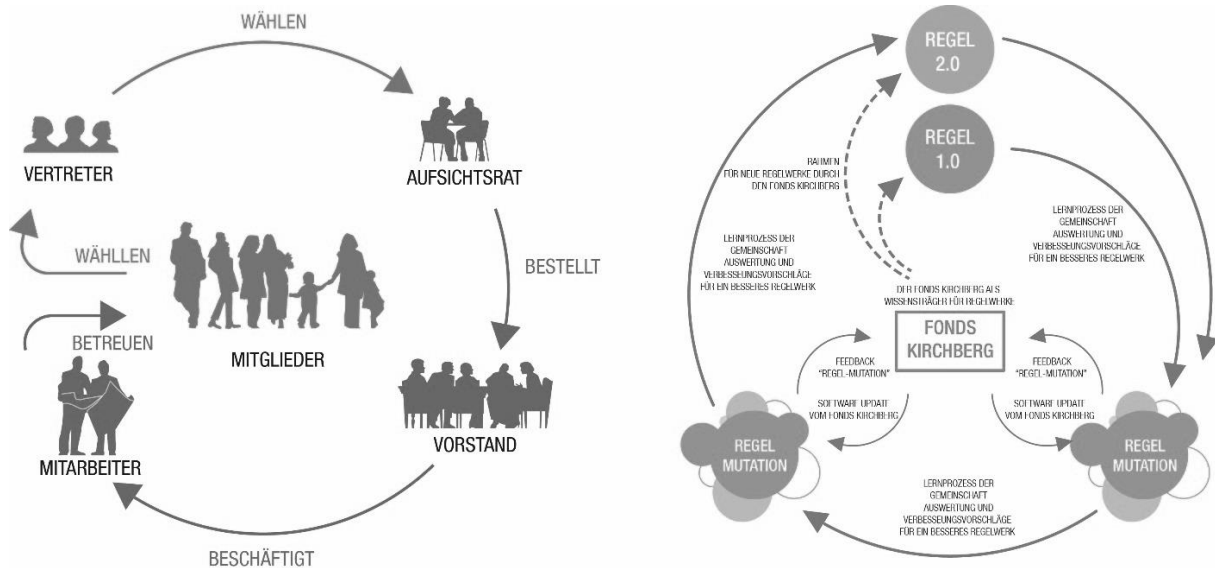 WÄHLEN
VERTRETER
AUFSICHTSRAT
WÄHLLEN
BESTELLT
BETREUEN
MITGLIEDER
MITARBEITER
VORSTAND
BESCHÄFTIGT
REGEL
2.0
REGEL
1.0
RAHMEN
FÜR NEUE REGELWERKE DURCH
DEN FONDS KIRCHBERG
LERNPROZESS DER
GEMEINSCHAFT
AUSWERTUNG UND
VERBESSEUNGSVORSCHLÄGE
FÜR EIN BESSERES REGELWERK
LERNPROZESS DER
GEMEINSCHAFT
AUSWERTUNG UND
VERBESSEUNGSVORSCHLÄGE
FÜR EIN BESSERES REGELWERK
DER FONDS KIRCHBERG ALS
WISSENSTRÄGER FÜR REGELWERKE
FONDS
KIRCHBERG
FEEDBACK
"REGEL-MUTATION"
FEEDBACK
"REGEL-MUTATION"
SOFTWARE UPDATE
VOM FONDS KIRCHBERG
SOFTWARE UPDATE
VOM FONDS KIRCHBERG
REGEL
MUTATION
REGEL
MUTATION
LERNPROZESS DER
GEMEINSCHAFT
AUSWERTUNG UND
VERBESSEUNGSVORSCHLÄGE
FÜR EIN BESSERES REGELWERK